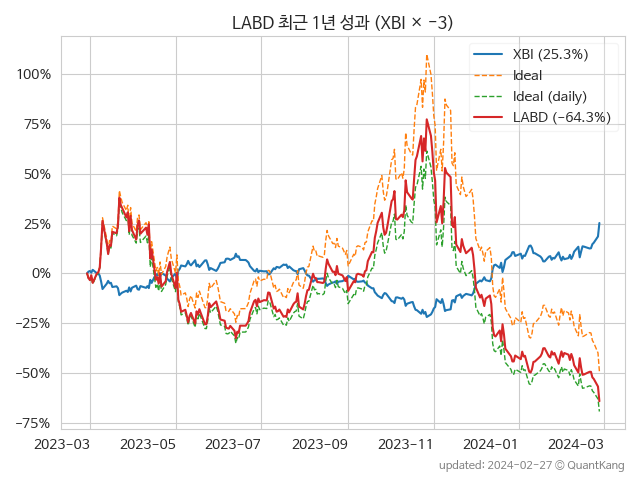 LABD 최근 1년 성과 (XBI × −3)
XBI (25.3%)
Ideal
Ideal (daily)
LABD (−64.3%)
100%
75%
50%
25%
0%
−25%
−50%
−75%
2023-03 2023-05 2023-07 2023-09 2023-11 2024-01 2024-03
updated: 2024-02-27 © QuantKang